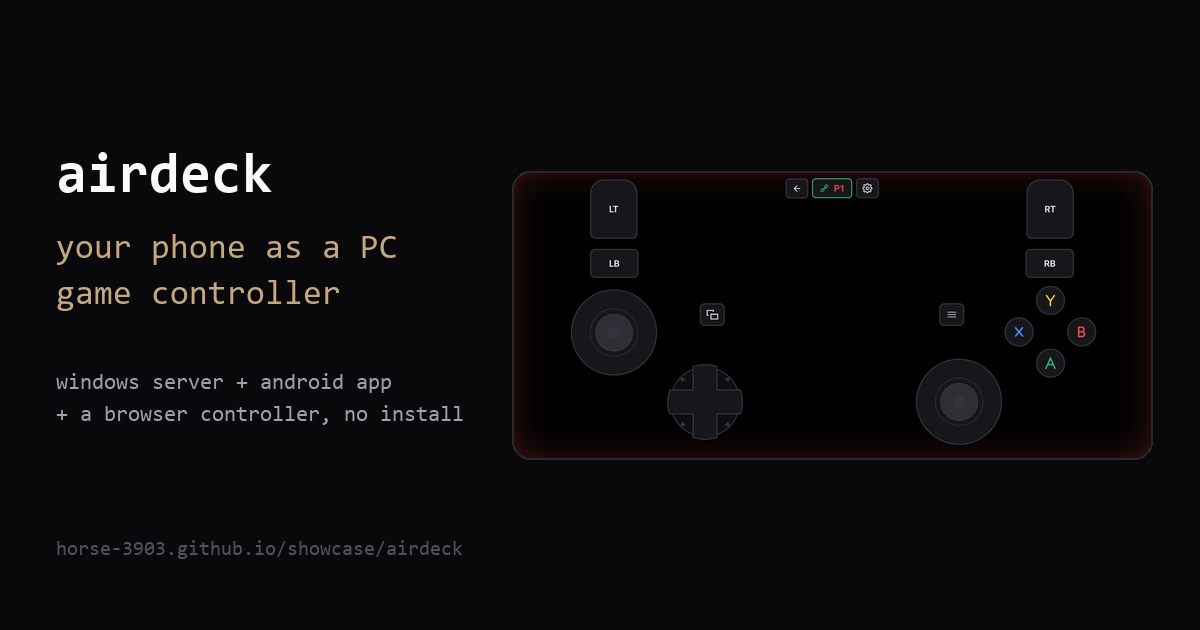 airdeck
your phone as a PC
game controller
windows server + android app
+ a browser controller, no install
horse-3903.github.io/showcase/airdeck
P1
LT
RT
LB
RB
Y
X
B
A